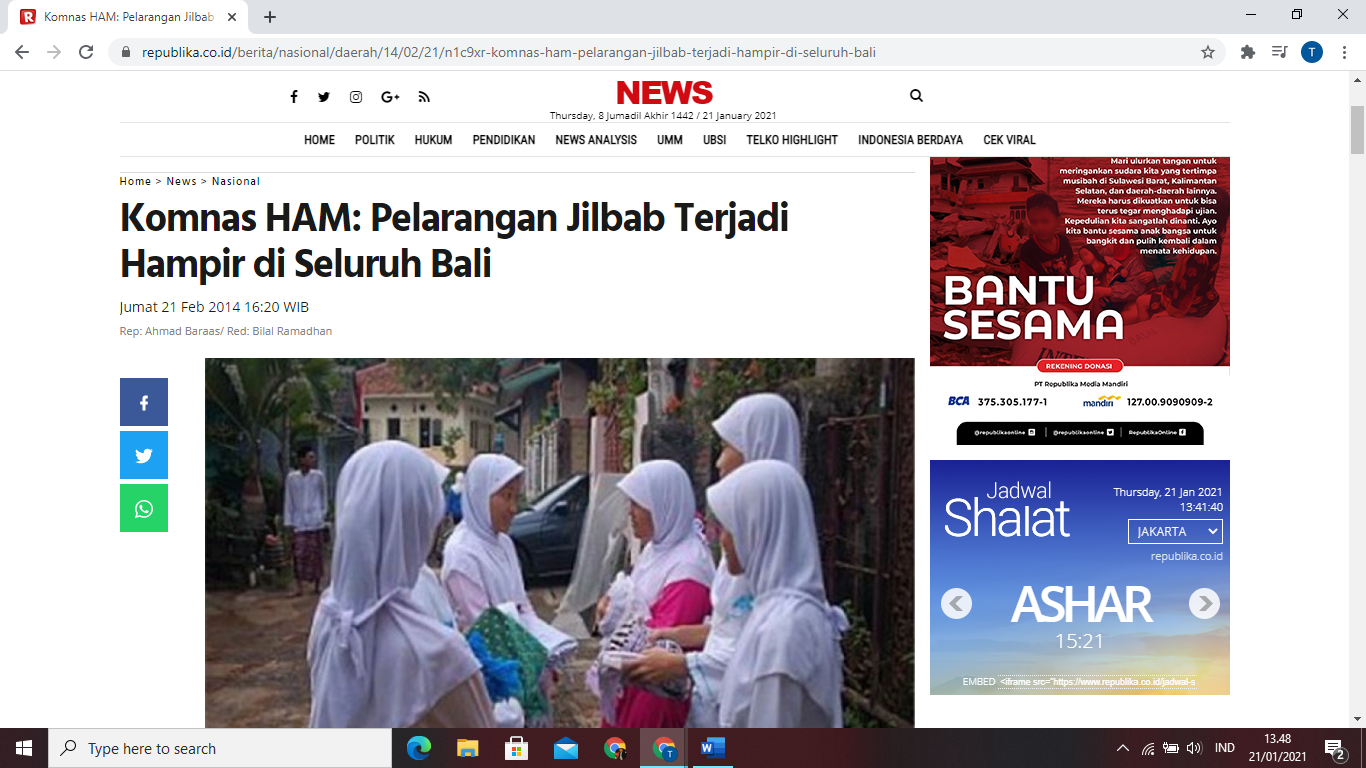 Komnas HAM: Pelarangan Jilbab
republika.co.id/berita/nasional/daerah/14/02/21/n1c9xr-komnas-ham-pelarangan-jilbab-terjadi-hampir-di-seluruh-bali
T
NEWS
Thursday, 8 Jumadil Akhir 1442 / 21 January 2021
HOME POLITIK HUKUM PENDIDIKAN NEWS ANALYSIS UMM UBSI TELKO HIGHLIGHT INDONESIA BERDAYA CEK VIRAL
Home > News > Nasional
Komnas HAM: Pelarangan Jilbab Terjadi
Hampir di Seluruh Bali
Jumat 21 Feb 2014 16:20 WIB
Rep: Ahmad Baraas/ Red: Bilal Ramadhan
Mari ulurkan tangan untuk
meringankan sudara kita yang tertimpa
musibah di Sulawesi Barat, Kalimantan
Selatan, dan daerah-daerah lainnya.
Mereka harus dikuatkan untuk bisa
terus tegar menghadapi ujian.
Kepedulian kita sangatlah dinanti. Ayo
kita bantu sesama anak bangsa untuk
bangkit dan pulih kembali dalam
menata kehidupan.
BANTU
SESAMA
REKENING DONASI
PT Republika Media Mandiri
BCA 375.305.177-1 mandiri 127.00.9090909-2
@republikaonline | @republikaonline | RepublikaOnline
Jadwal
Shalat
Thursday, 21 Jan 2021
13:41:40
JAKARTA
republika.co.id
ASHAR
15:21
EMBED <iframe src="https://www.republika.co.id/jadwal-s
Type here to search
IND
13.48
21/01/2021
2